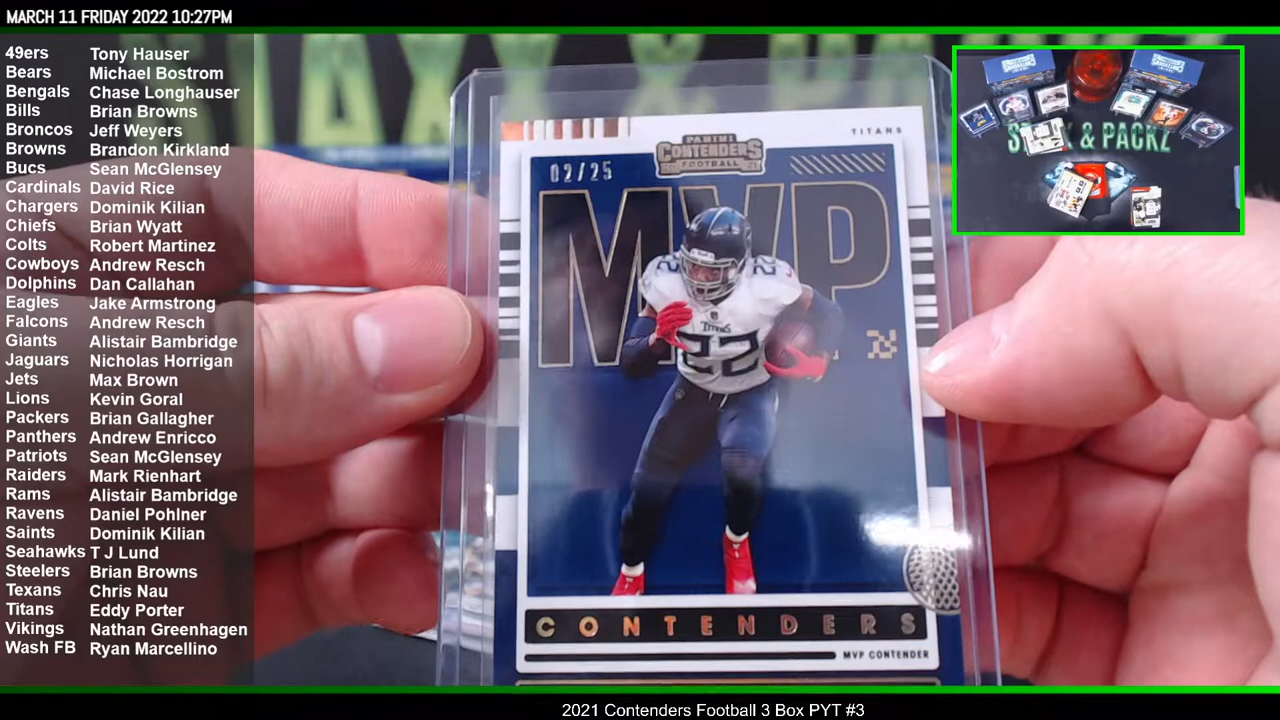 MARCH 11 FRIDAY 2022 10:27PM
49ers Tony Hauser
Bears Michael Bostrom
Bengals Chase Longhauser
Bills Brian Browns
Broncos Jeff Weyers
Browns Brandon Kirkland
Bucs Sean McGlensey
Cardinals David Rice
Chargers Dominik Kilian
Chiefs Brian Wyatt
Colts Robert Martinez
Cowboys Andrew Resch
Dolphins Dan Callahan
Eagles Jake Armstrong
Falcons Andrew Resch
Giants Alistair Bambridge
Jaguars Nicholas Horrigan
Jets Max Brown
Lions Kevin Goral
Packers Brian Gallagher
Panthers Andrew Enricco
Patriots Sean McGlensey
Raiders Mark Rienhart
Rams Alistair Bambridge
Ravens Daniel Pohlner
Saints Dominik Kilian
Seahawks T J Lund
Steelers Brian Browns
Texans Chris Nau
Titans Eddy Porter
Vikings Nathan Greenhagen
Wash FB Ryan Marcellino
TITANS
PANINI
CONTENDERS
FOOTBALL
02/25
MVP
22
22
TITANS
22
CONTENDERS
MVP CONTENDER
& PACKZ
2021 Contenders Football 3 Box PYT #3